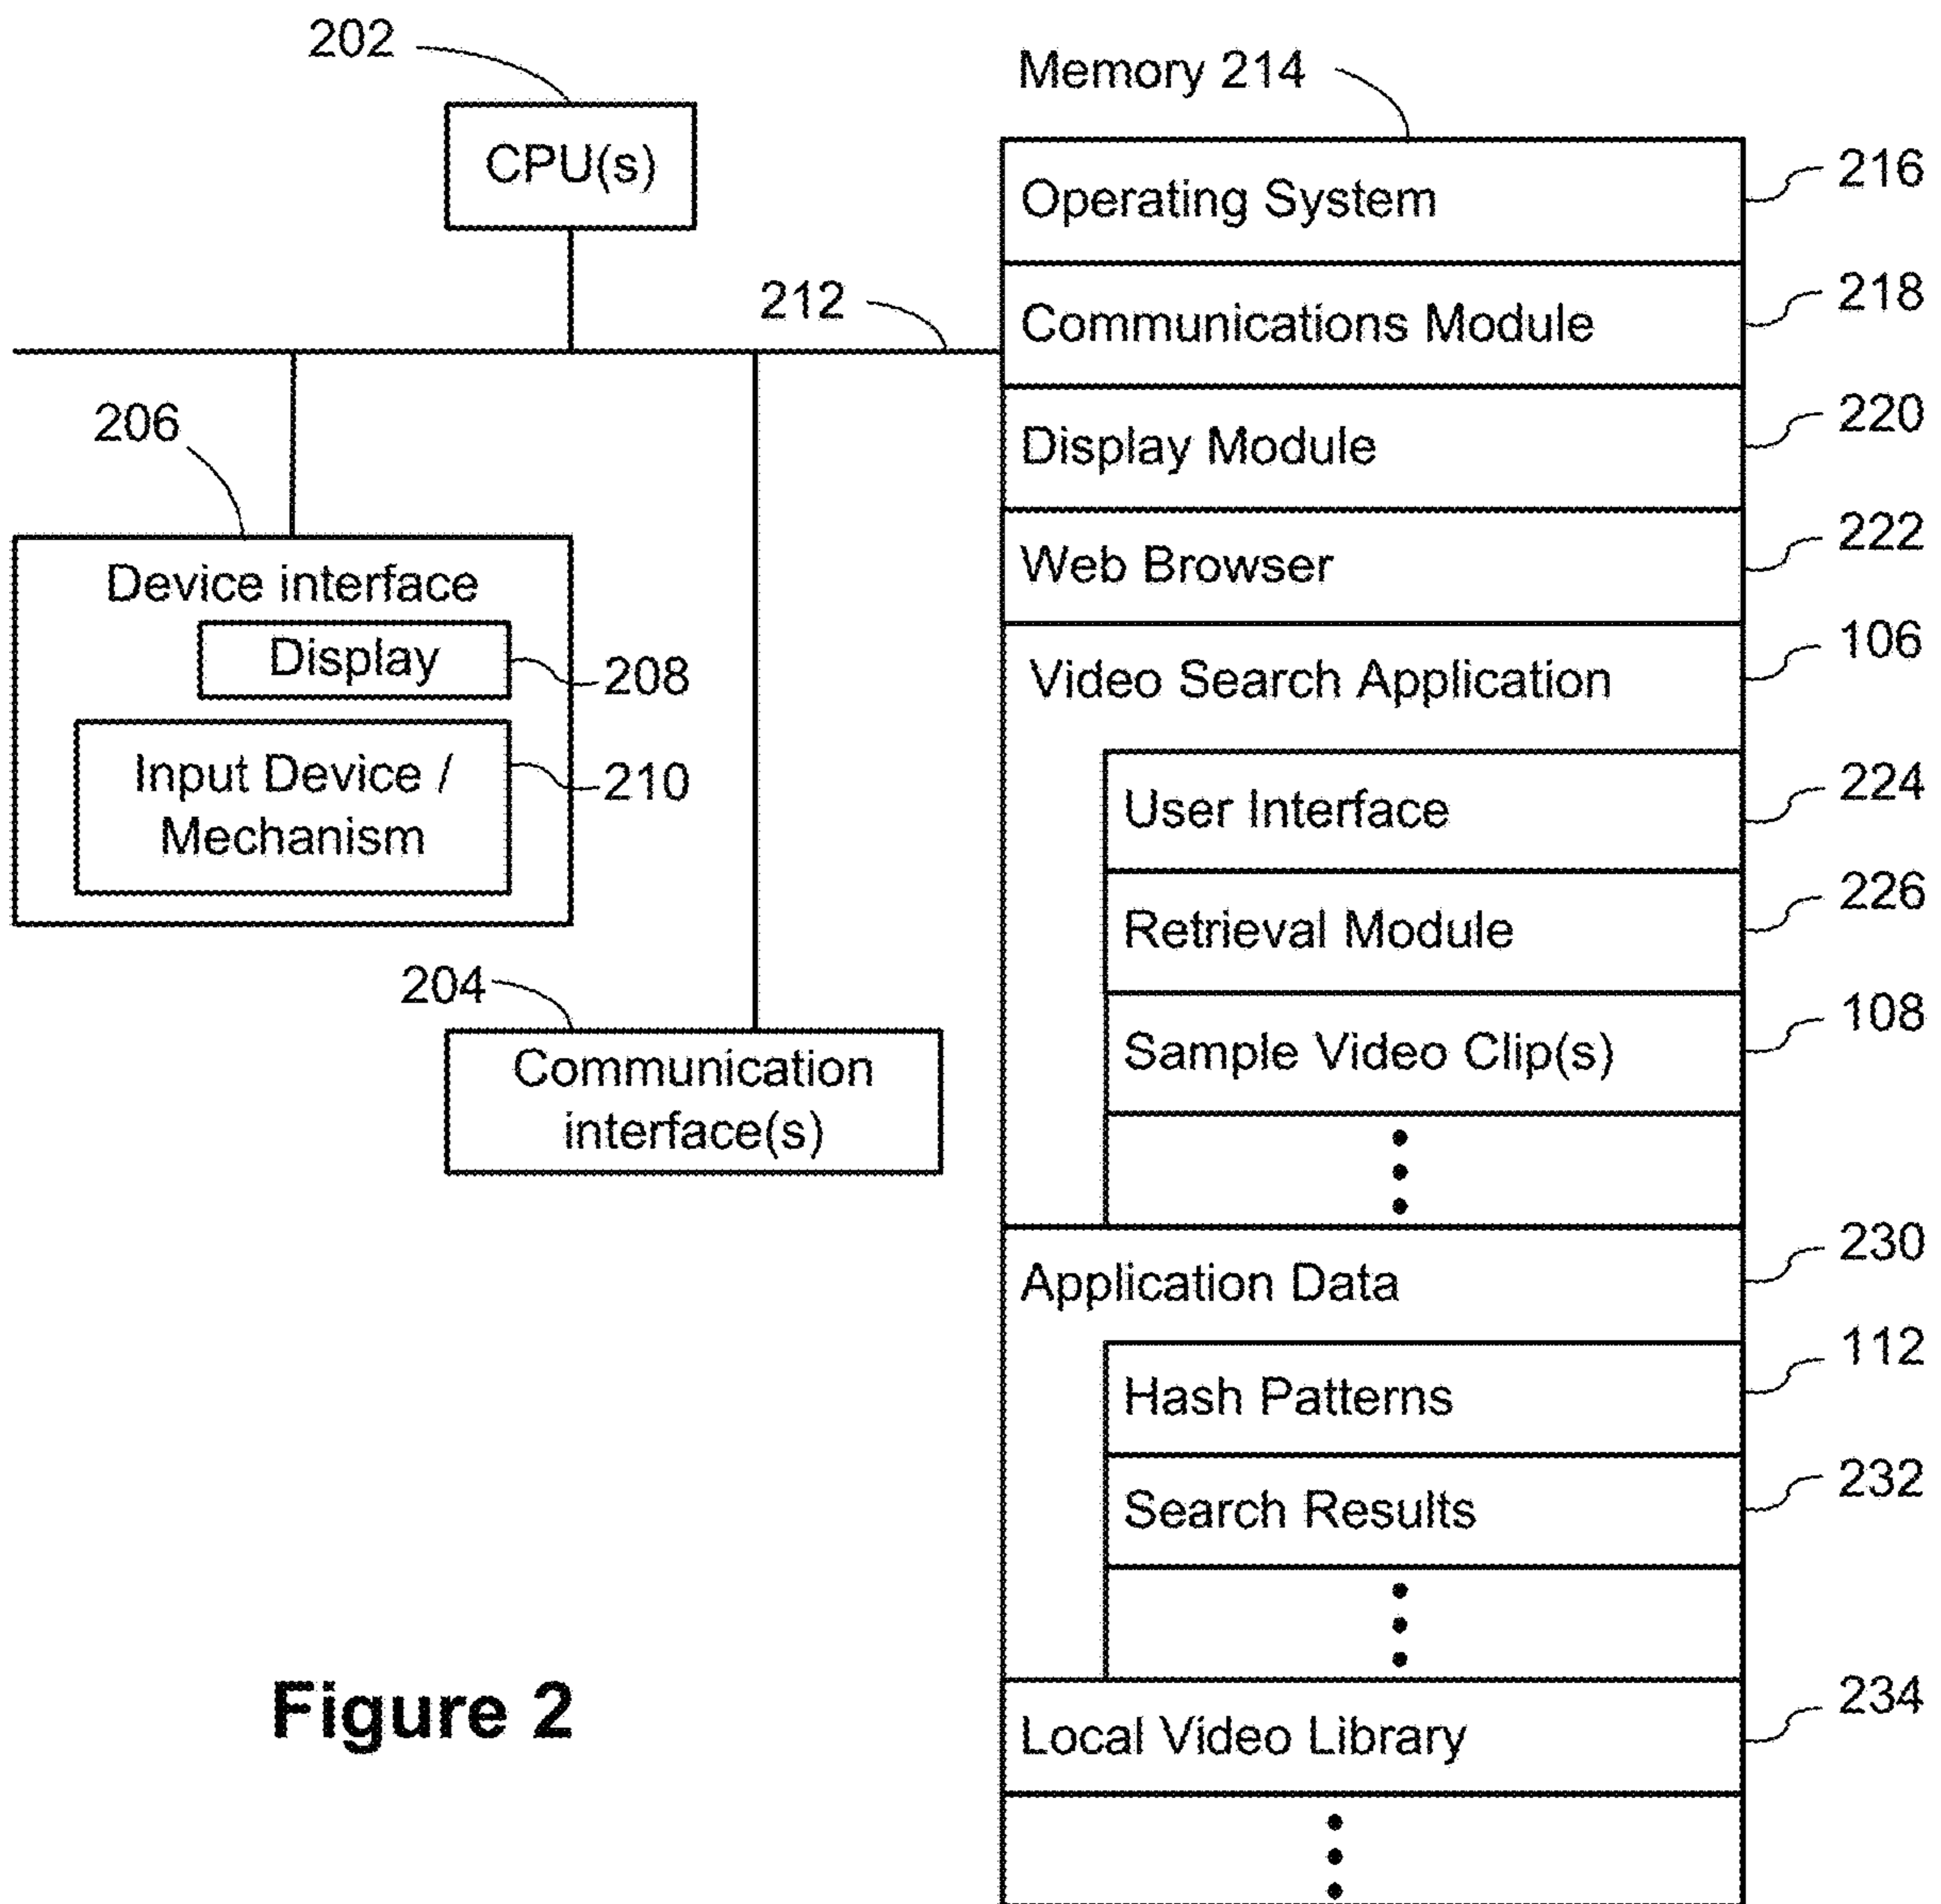 202
CPU(s)
212
206
Device interface
Display
208
Input Device /
Mechanism
210
204
Communication
interface(s)
Memory 214
Operating System
216
Communications Module
218
Display Module
220
Web Browser
222
Video Search Application
106
User Interface
224
Retrieval Module
226
Sample Video Clip(s)
108
Application Data
230
Hash Patterns
112
Search Results
232
Local Video Library
234
Figure 2